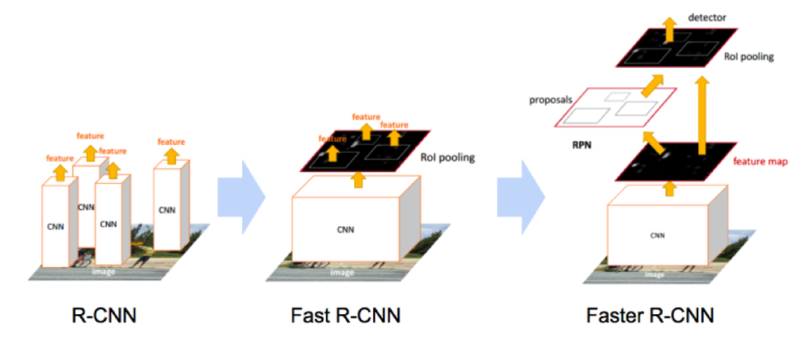 feature
feature
feature
feature
CNN
CNN
CNN
CNN
image
R-CNN
feature
feature
feature
RoI pooling
CNN
image
Fast R-CNN
detector
RoI pooling
proposals
RPN
feature map
CNN
image
Faster R-CNN